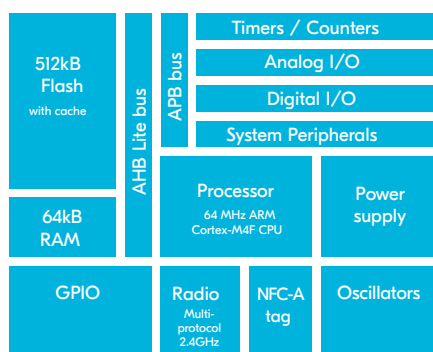 512kB
Flash
with cache
64kB
RAM
AHB Lite bus
APB bus
Timers / Counters
Analog I/O
Digital I/O
System Peripherals
Processor
64 MHz ARM
Cortex-M4F CPU
Power
supply
GPIO
Radio
Multi-
protocol
2.4GHz
NFC-A
tag
Oscillators